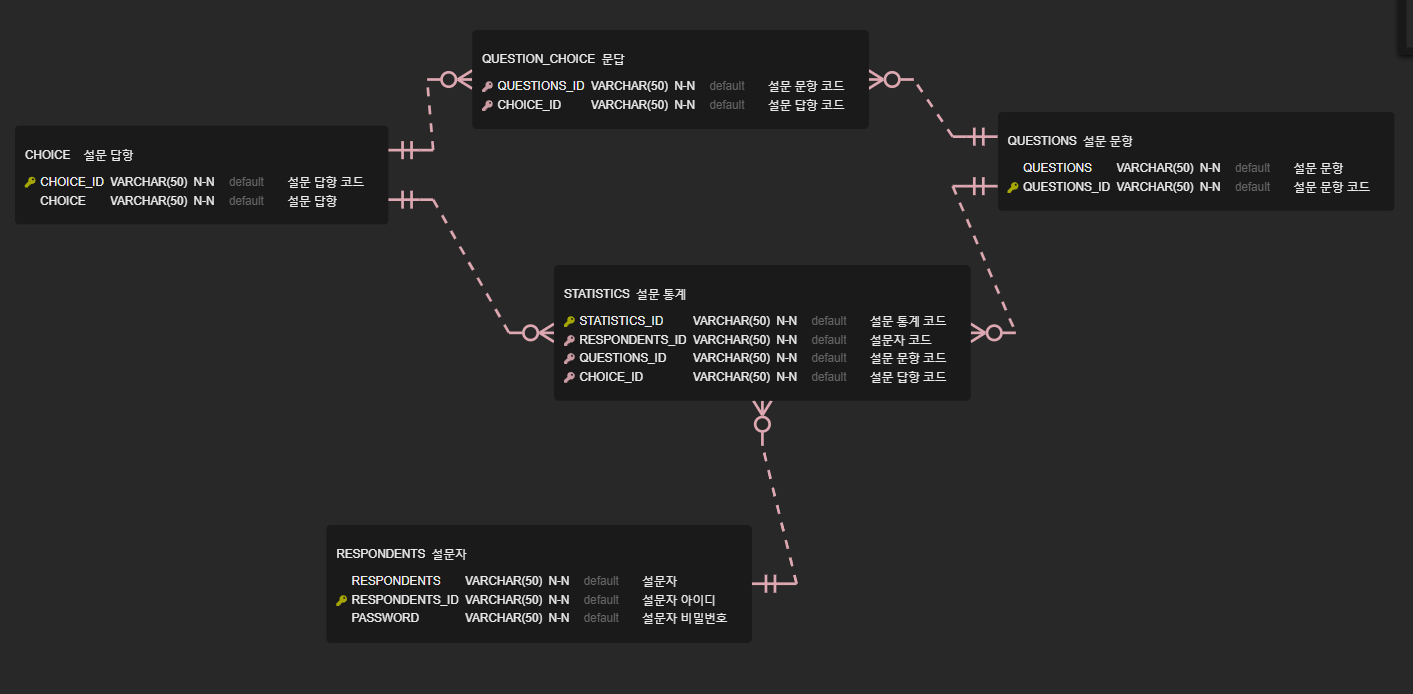 QUESTION_CHOICE 문답
QUESTIONS_ID VARCHAR(50) N-N default 설문 문항 코드
CHOICE_ID VARCHAR(50) N-N default 설문 답항 코드
CHOICE 설문 답항
CHOICE_ID VARCHAR(50) N-N default 설문 답항 코드
CHOICE VARCHAR(50) N-N default 설문 답항
QUESTIONS 설문 문항
QUESTIONS VARCHAR(50) N-N default 설문 문항
QUESTIONS_ID VARCHAR(50) N-N default 설문 문항 코드
STATISTICS 설문 통계
STATISTICS_ID VARCHAR(50) N-N default 설문 통계 코드
RESPONDENTS_ID VARCHAR(50) N-N default 설문자 코드
QUESTIONS_ID VARCHAR(50) N-N default 설문 문항 코드
CHOICE_ID VARCHAR(50) N-N default 설문 답항 코드
RESPONDENTS 설문자
RESPONDENTS VARCHAR(50) N-N default 설문자
RESPONDENTS_ID VARCHAR(50) N-N default 설문자 아이디
PASSWORD VARCHAR(50) N-N default 설문자 비밀번호